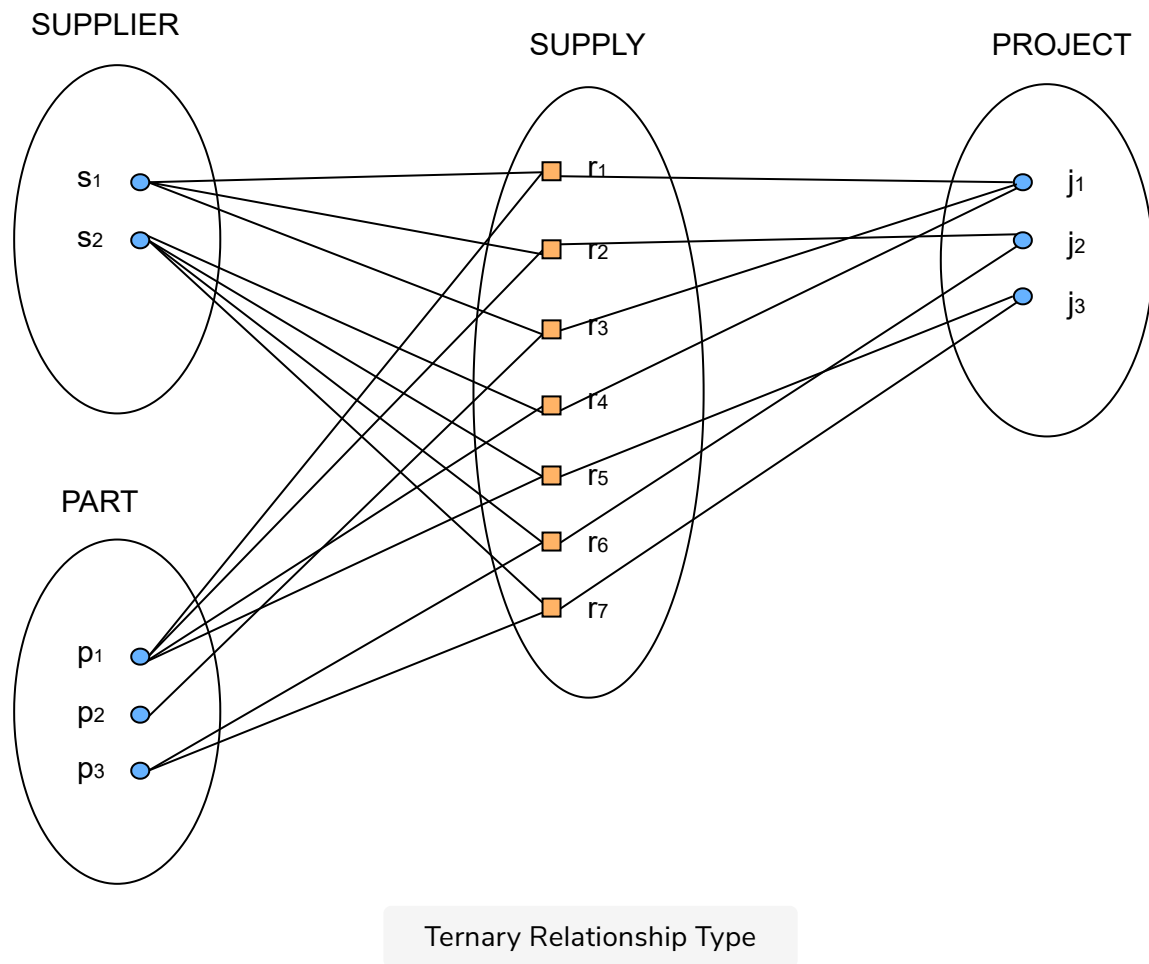 SUPPLIER
SUPPLY
PROJECT
s1
s2
r1
r2
r3
r4
r5
r6
r7
j1
j2
j3
PART
p1
p2
p3
Ternary Relationship Type